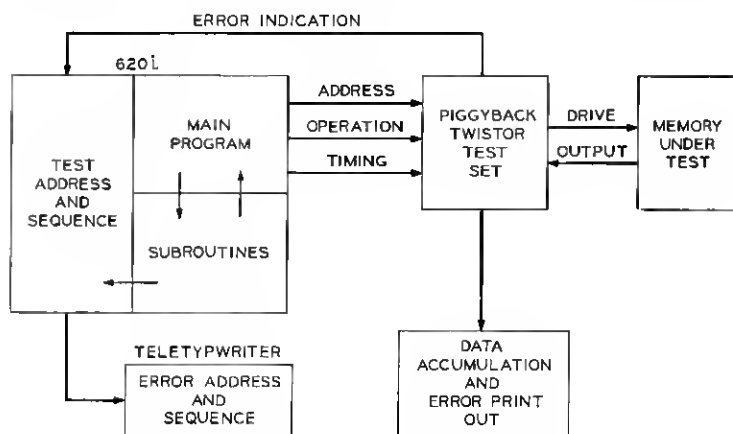 ERROR INDICATION
620i
TEST
ADDRESS
AND
SEQUENCE
MAIN
PROGRAM
SUBROUTINES
ADDRESS
OPERATION
TIMING
PIGGYBACK
TWISTOR
TEST
SET
DRIVE
OUTPUT
MEMORY
UNDER
TEST
TELETYPWRITER
ERROR ADDRESS
AND
SEQUENCE
DATA
ACCUMULATION
AND
ERROR PRINT
OUT